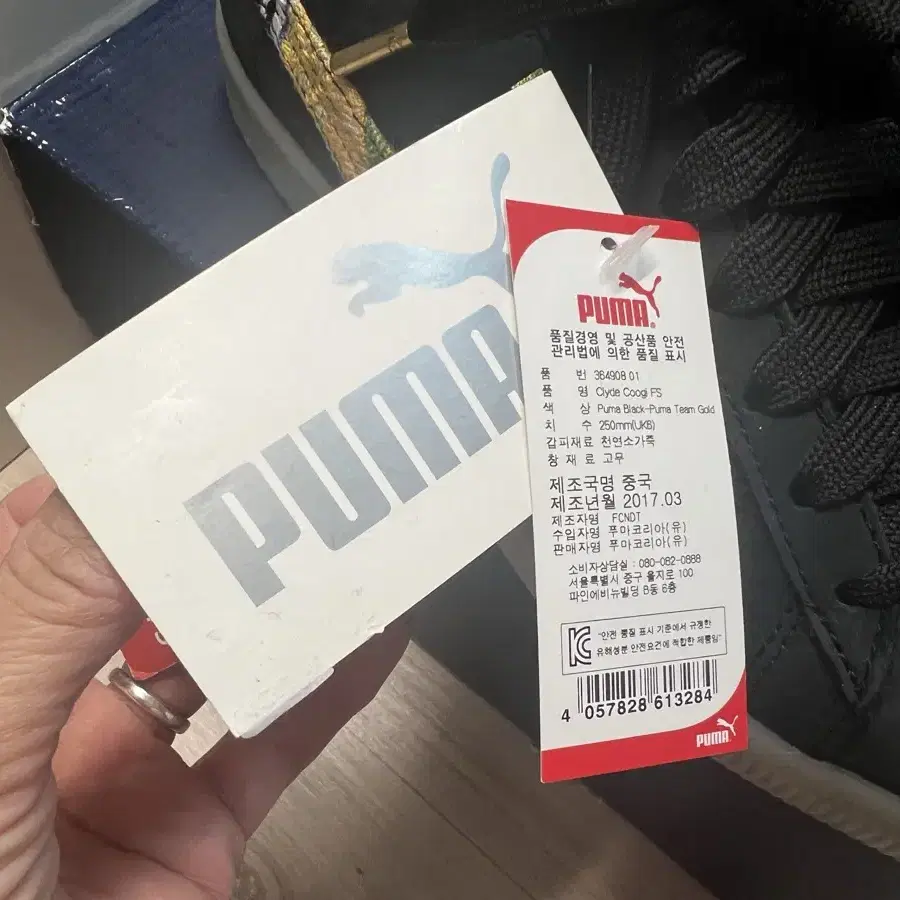 PUMA
PUMA
품질경영 및 공산품 안전
관리법에 의한 품질 표시
품 번 364908 01
품 명 Clyde Coogi FS
색 상 Puma Black-Puma Team Gold
치 수 250mm(UK6)
갑피재료 천연소가죽
창 재 료 고무
제조국명 중국
제조년월 2017.03
제조자명 FCNDT
수입자명 푸마코리아(유)
판매자명 푸마코리아(유)
소비자상담실 : 080-082-0888
서울특별시 중구 을지로 100
파인에비뉴빌딩 B동 6층
"안전 품질 표시 기준에서 규정한
유해성분 안전요건에 적합한 제품임"
4 057828 613284
PUMA